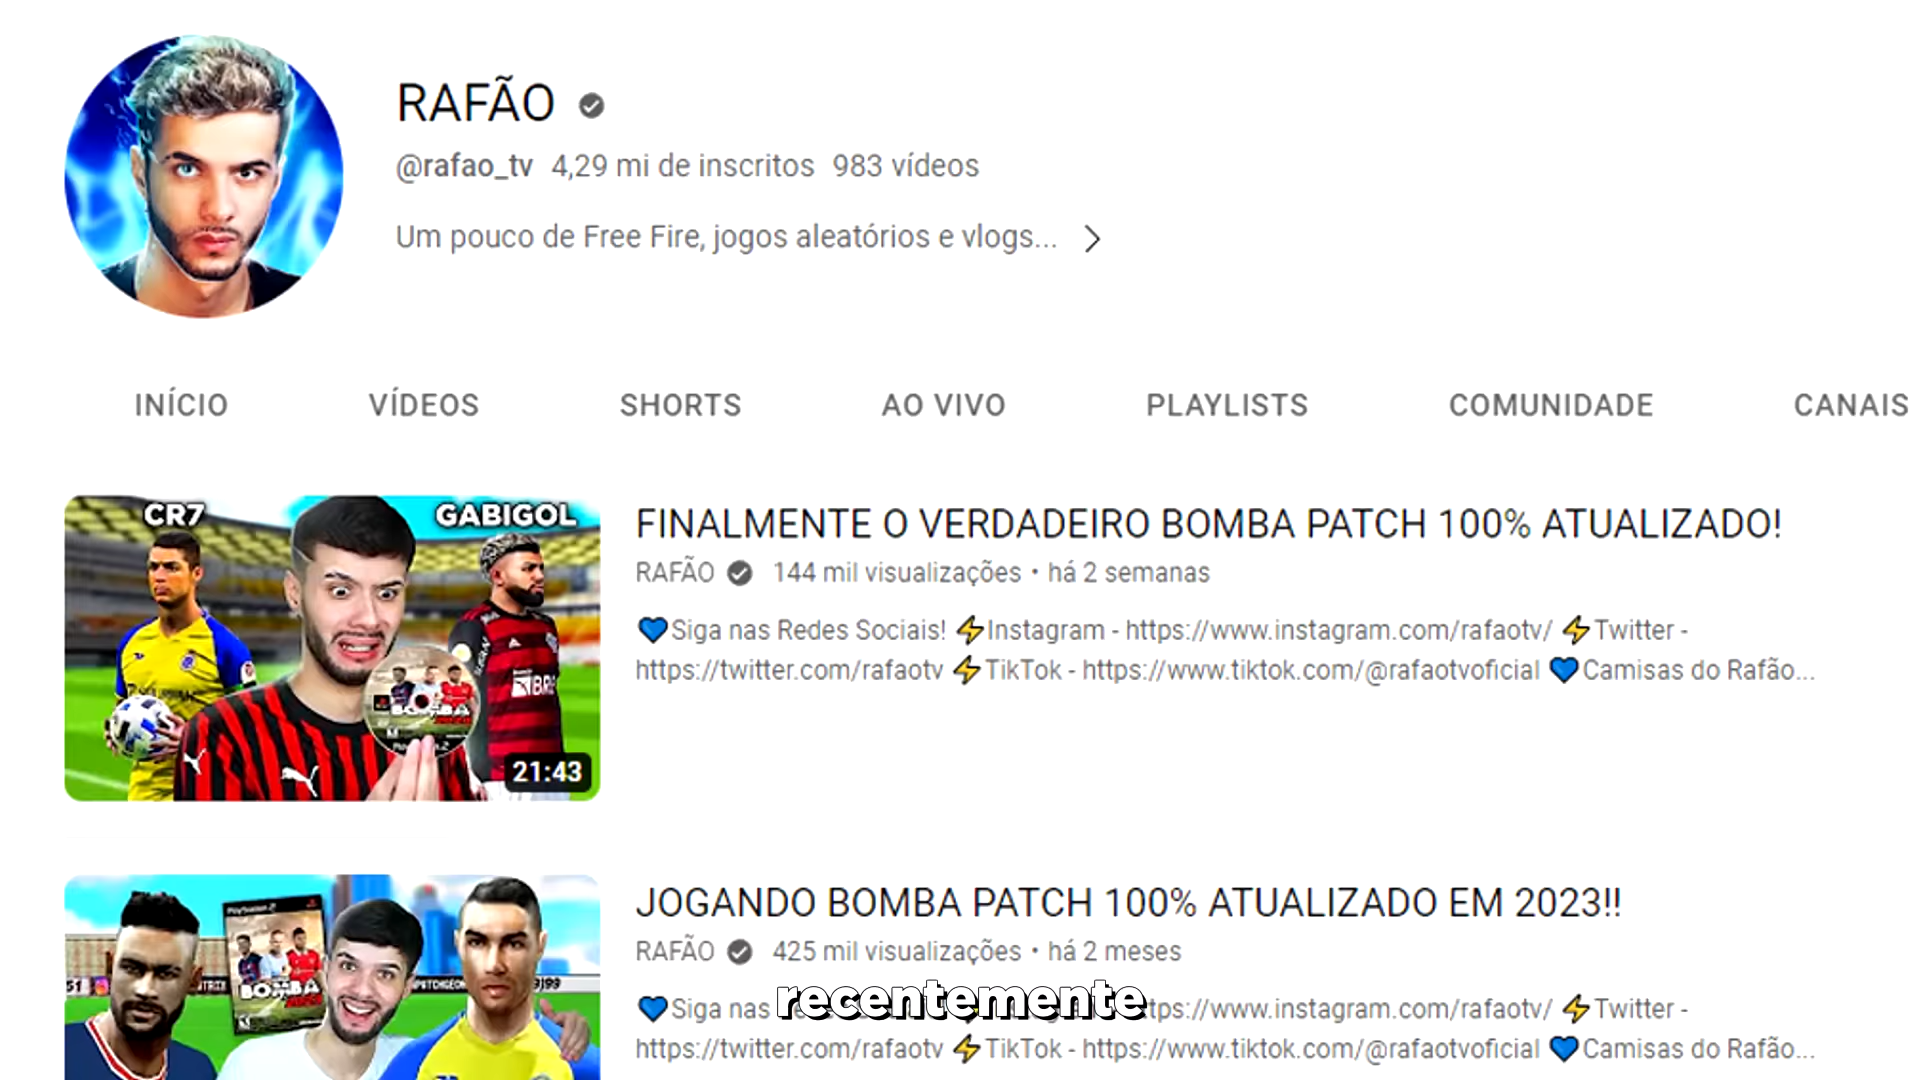 RAFÃO
@rafao_tv 4,29 mi de inscritos 983 vídeos
Um pouco de Free Fire, jogos aleatórios e vlogs...
INÍCIO VÍDEOS SHORTS AO VIVO PLAYLISTS COMUNIDADE CANAIS
CR7 GABIGOL
BOMBA
21:43
FINALMENTE O VERDADEIRO BOMBA PATCH 100% ATUALIZADO!
RAFÃO 144 mil visualizações • há 2 semanas
💙Siga nas Redes Sociais! ⚡Instagram - https://www.instagram.com/rafaotv/ ⚡Twitter -
https://twitter.com/rafaotv ⚡TikTok - https://www.tiktok.com/@rafaotvoficial 💙Camisas do Rafão...
PlayStation 2
BOMBA
JOGANDO BOMBA PATCH 100% ATUALIZADO EM 2023!!
RAFÃO 425 mil visualizações • há 2 meses
💙Siga nas tps://www.instagram.com/rafaotv/ ⚡Twitter -
recentemente
https://twitter.com/rafaotv ⚡TikTok - https://www.tiktok.com/@rafaotvoficial 💙Camisas do Rafão...